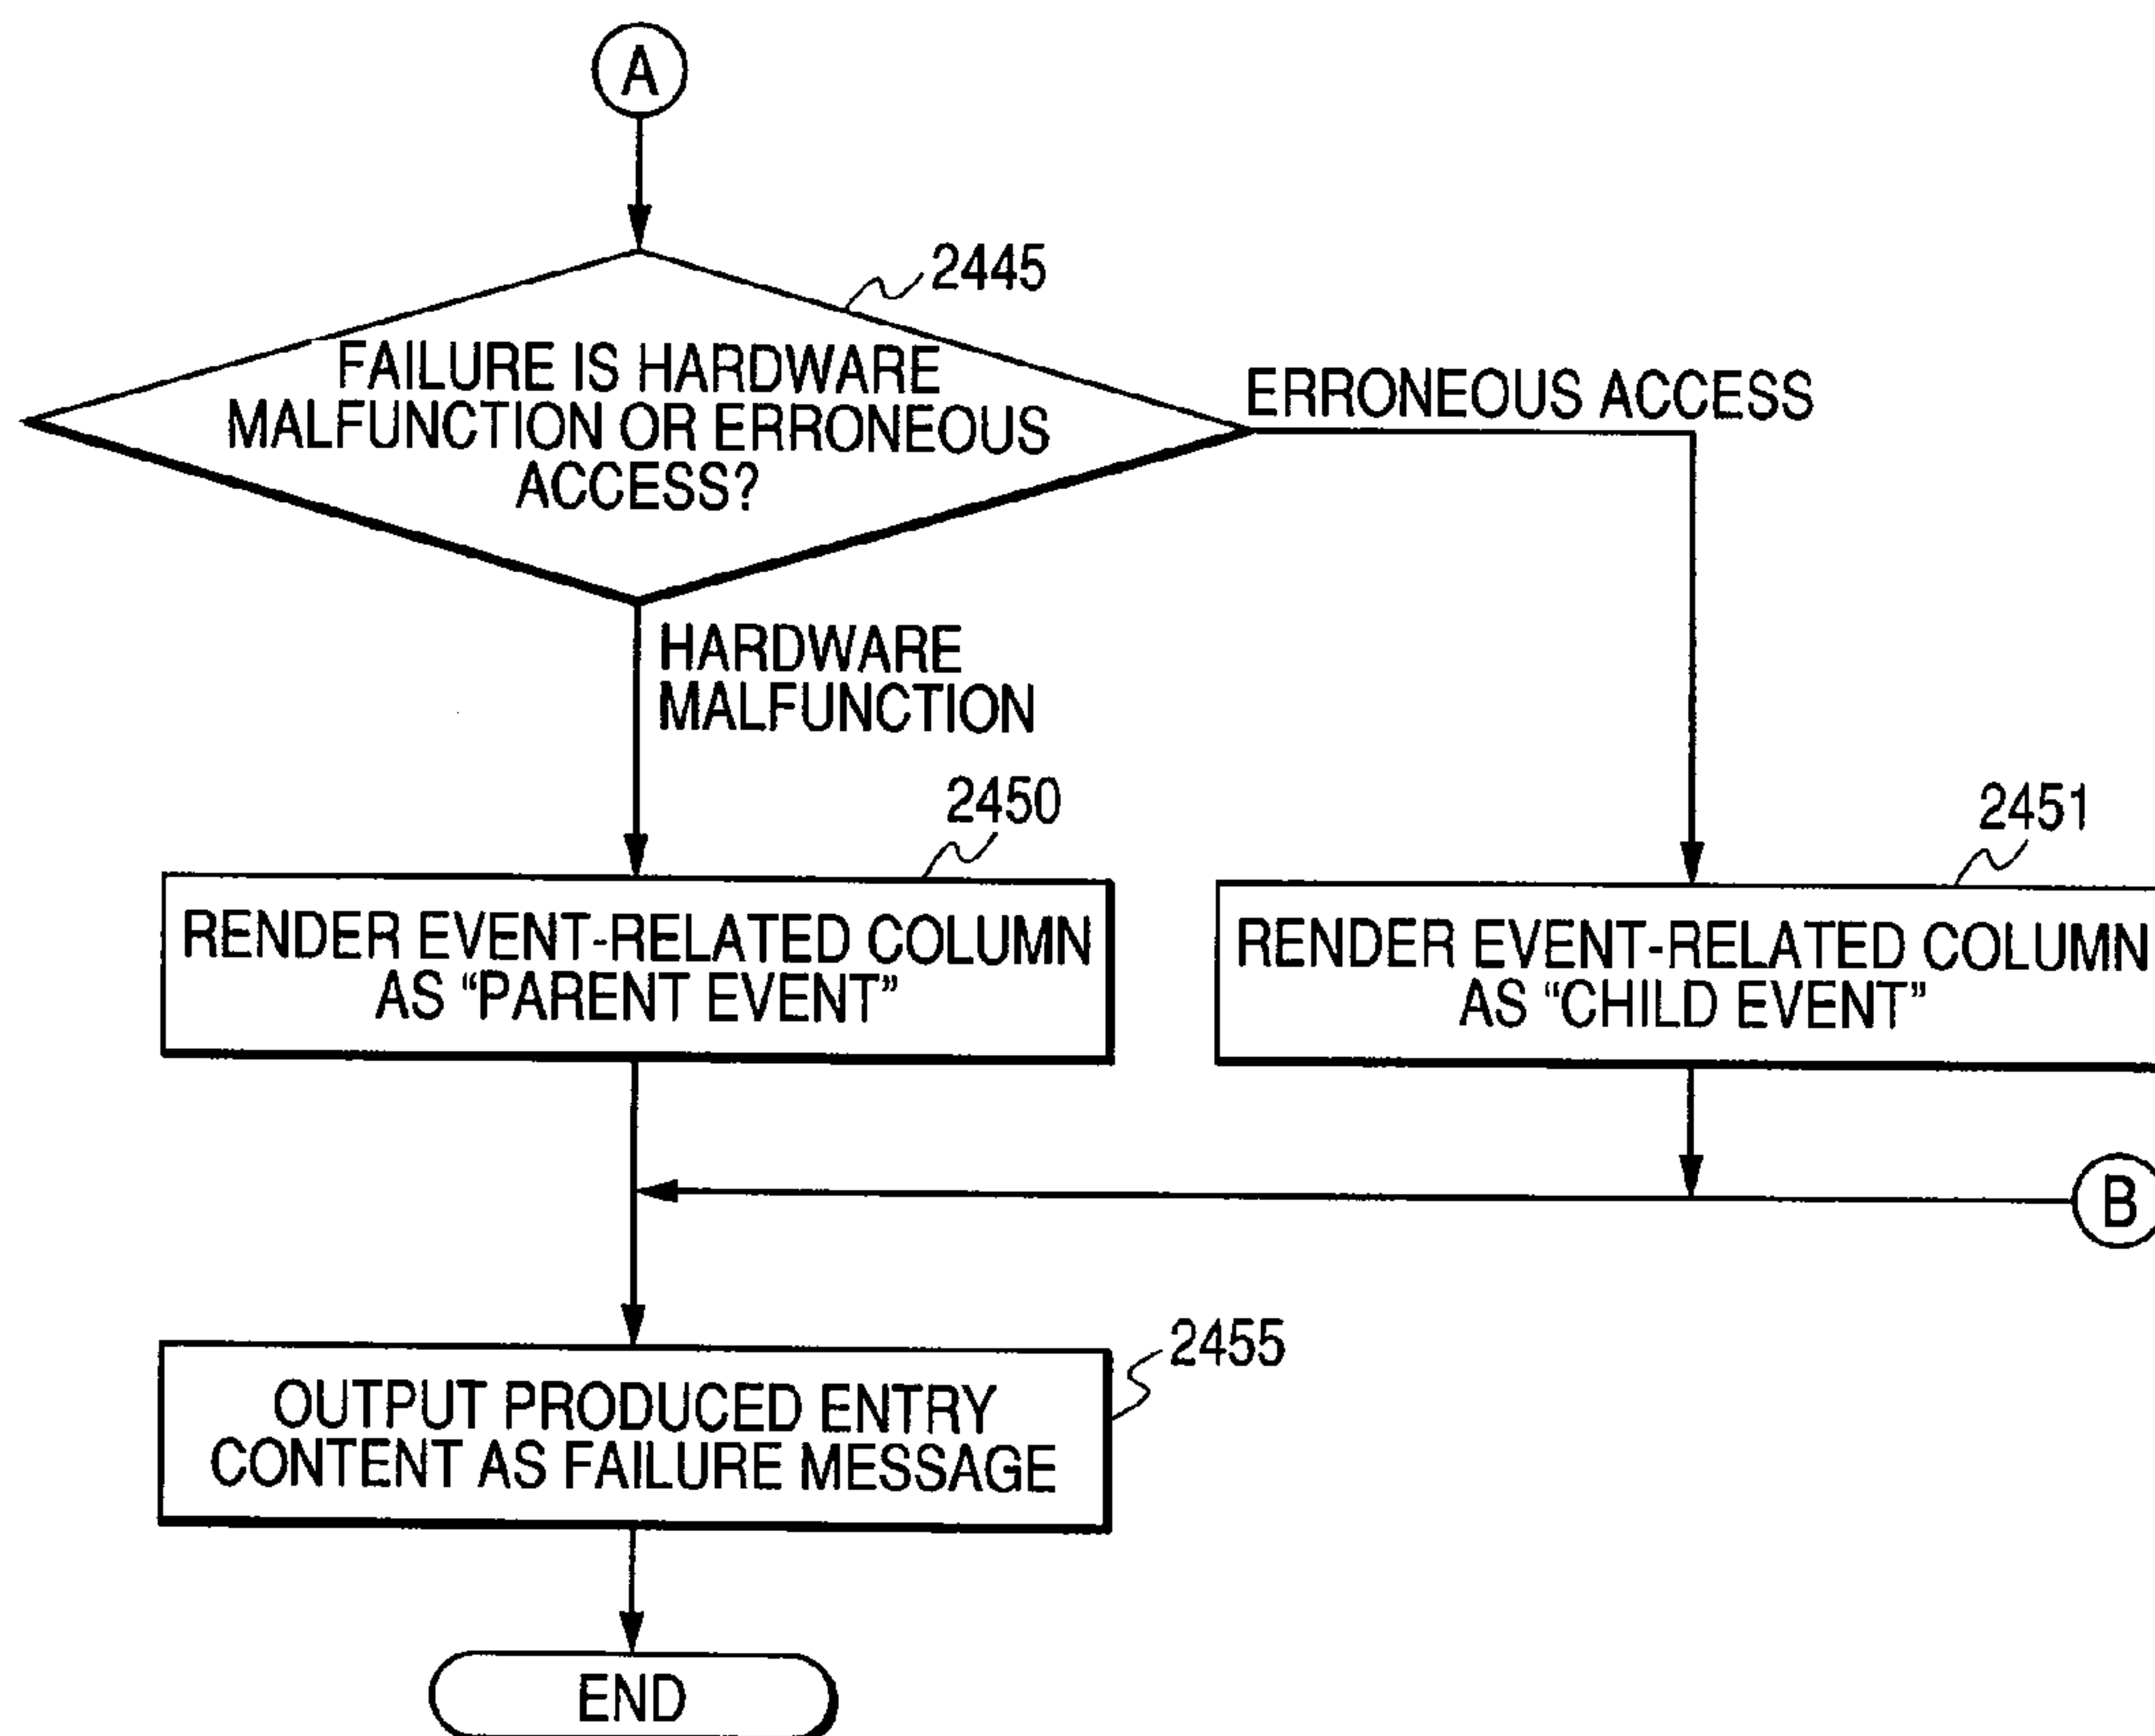 A
2445
FAILURE IS HARDWARE
MALFUNCTION OR ERRONEOUS
ACCESS?
ERRONEOUS ACCESS
HARDWARE
MALFUNCTION
2450
RENDER EVENT-RELATED COLUMN
AS “PARENT EVENT”
2451
RENDER EVENT-RELATED COLUMN
AS “CHILD EVENT”
B
2455
OUTPUT PRODUCED ENTRY
CONTENT AS FAILURE MESSAGE
END